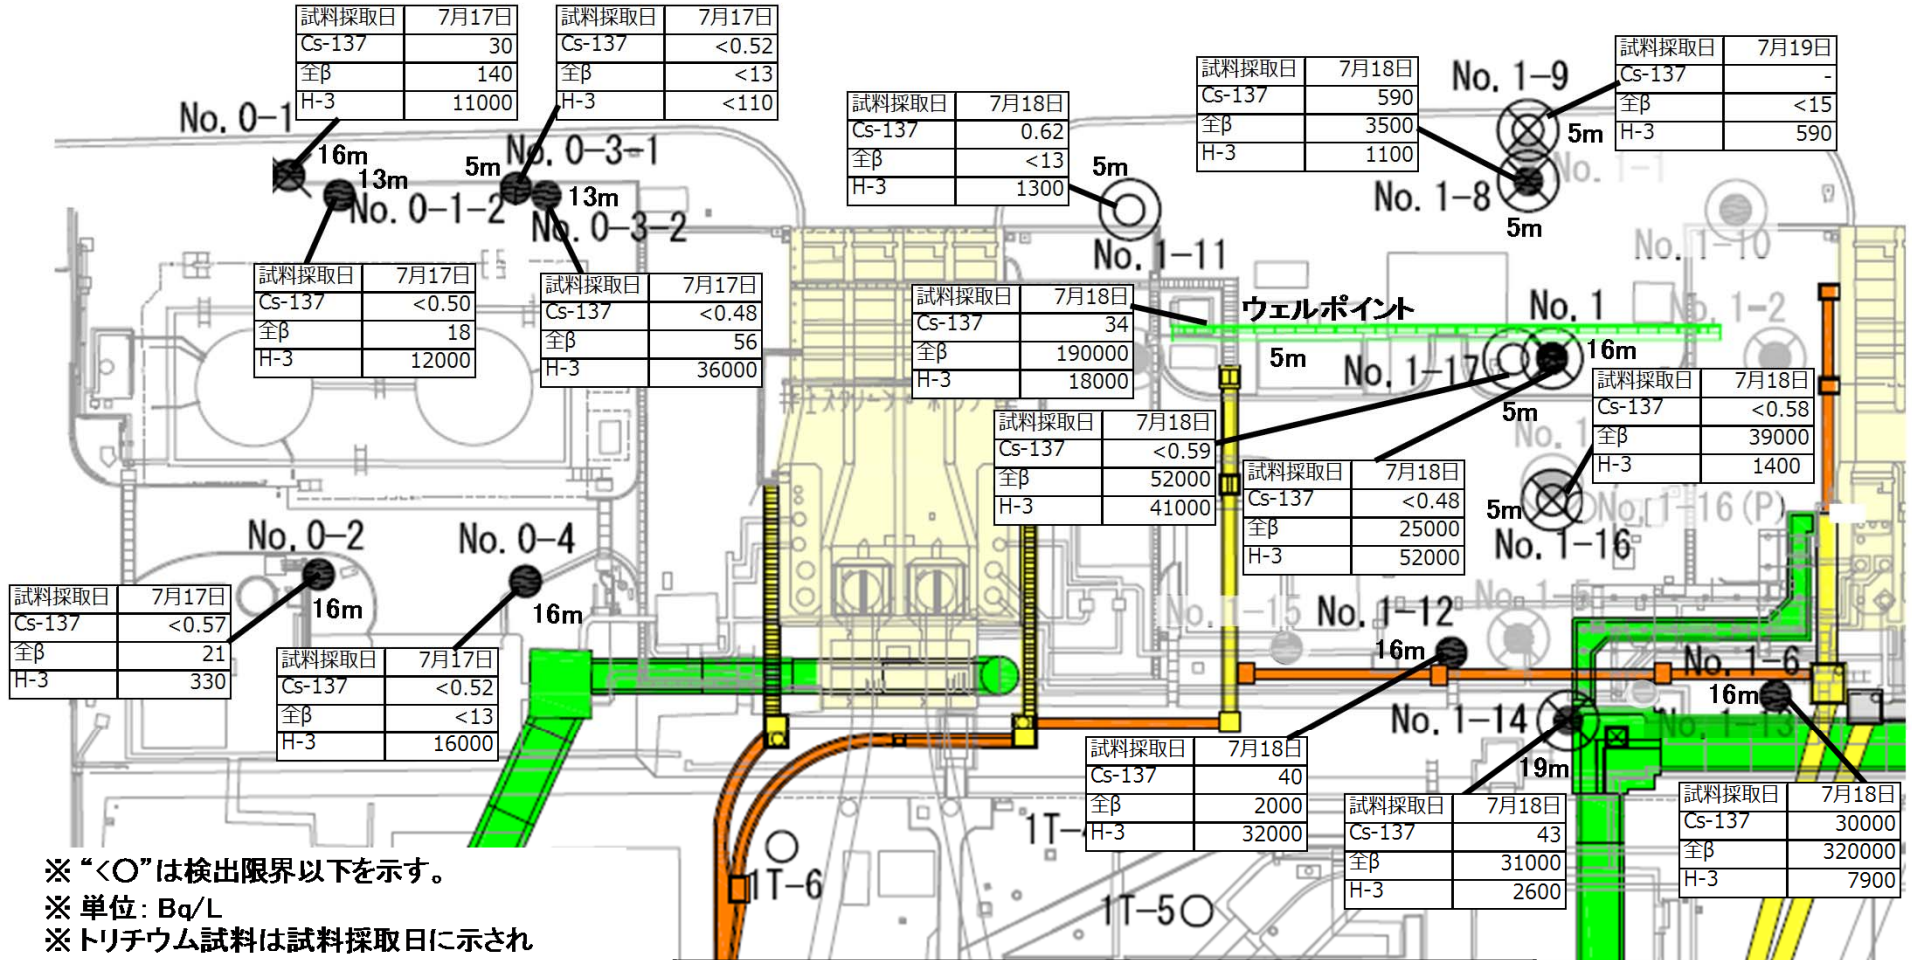 試料採取日 7月17日
Cs-137 30
全β 140
H-3 11000
試料採取日 7月17日
Cs-137 <0.52
全β <13
H-3 <110
試料採取日 7月18日
Cs-137 0.62
全β <13
H-3 1300
試料採取日 7月18日
Cs-137 590
全β 3500
H-3 1100
試料採取日 7月19日
Cs-137 -
全β <15
H-3 590
No. 0-1
16m
13m
No. 0-1-2
5m
No. 0-3-1
13m
No. 0-3-2
5m
No. 1-11
No. 1-9
5m
No. 1-1
No. 1-8
5m
No. 1-10
試料採取日 7月17日
Cs-137 <0.50
全β 18
H-3 12000
試料採取日 7月17日
Cs-137 <0.48
全β 56
H-3 36000
試料採取日 7月18日
Cs-137 34
全β 190000
H-3 18000
ウェルポイント
5m
No. 1
16m
No. 1-2
No. 1-17
5m
試料採取日 7月18日
Cs-137 <0.59
全β 52000
H-3 41000
試料採取日 7月18日
Cs-137 <0.48
全β 25000
H-3 52000
試料採取日 7月18日
Cs-137 <0.58
全β 39000
H-3 1400
5m
No. 1-16 (P)
No. 1-16
No. 0-2
16m
No. 0-4
16m
試料採取日 7月17日
Cs-137 <0.57
全β 21
H-3 330
試料採取日 7月17日
Cs-137 <0.52
全β <13
H-3 16000
No. 1-15
No. 1-12
16m
No. 1-5
No. 1-6
16m
No. 1-13
No. 1-14
19m
試料採取日 7月18日
Cs-137 40
全β 2000
H-3 32000
試料採取日 7月18日
Cs-137 43
全β 31000
H-3 2600
試料採取日 7月18日
Cs-137 30000
全β 320000
H-3 7900
1T-6
1T-5
※ “<○”は検出限界以下を示す。
※ 単位: Bq/L
※ トリチウム試料は試料採取日に示され